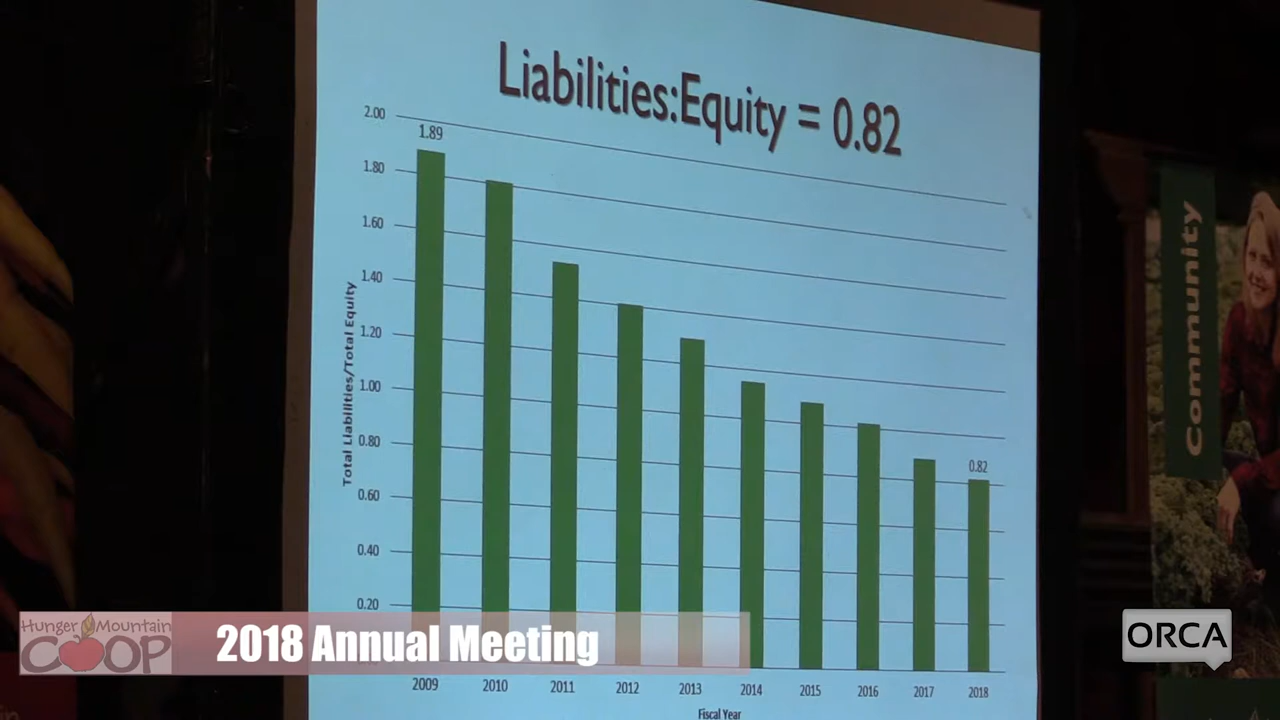 Liabilities:Equity = 0.82
Total Liabilities/Total Equity
2.00
1.80
1.60
1.40
1.20
1.00
0.80
0.60
0.40
0.20
1.89
0.82
2009 2010 2011 2012 2013 2014 2015 2016 2017 2018
Fiscal Year
Community
Hunger Mountain
COOP
2018 Annual Meeting
ORCA